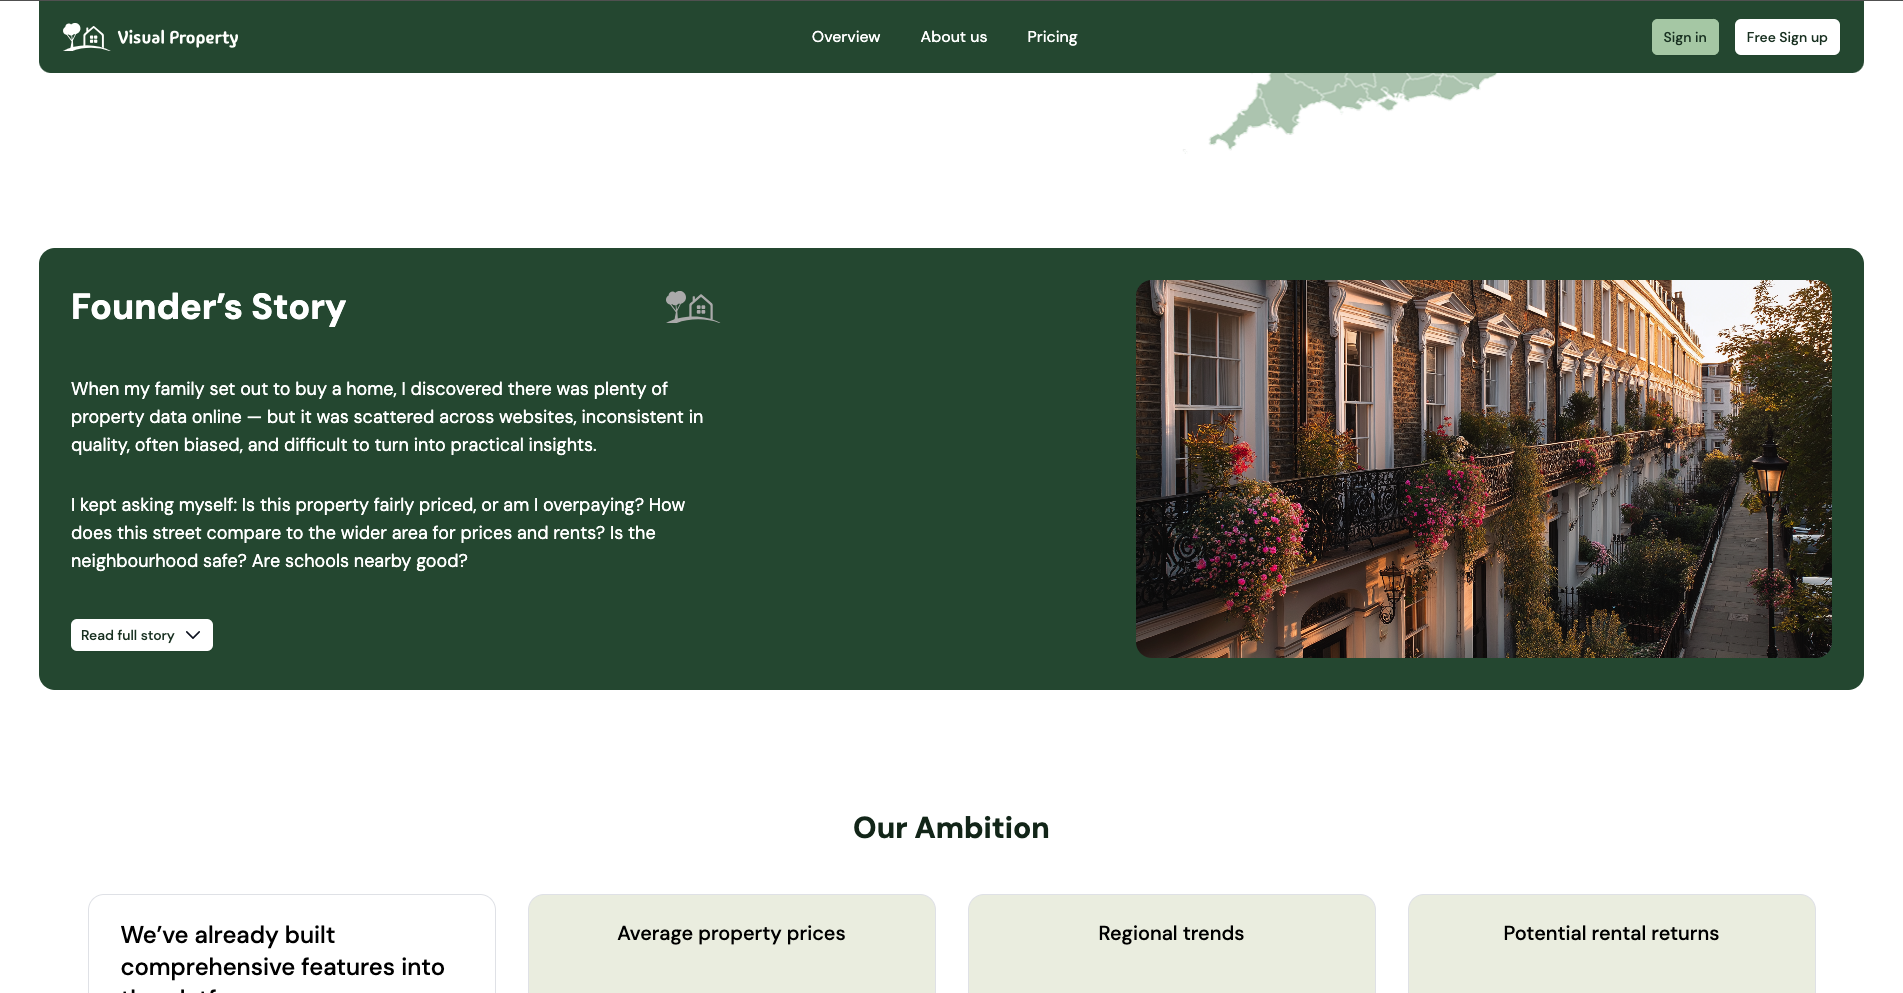 Visual Property
Overview
About us
Pricing
Sign in
Free Sign up
Founder’s Story
When my family set out to buy a home, I discovered there was plenty of
property data online — but it was scattered across websites, inconsistent in
quality, often biased, and difficult to turn into practical insights.
I kept asking myself: Is this property fairly priced, or am I overpaying? How
does this street compare to the wider area for prices and rents? Is the
neighbourhood safe? Are schools nearby good?
Read full story
Our Ambition
We’ve already built
comprehensive features into
Average property prices
Regional trends
Potential rental returns